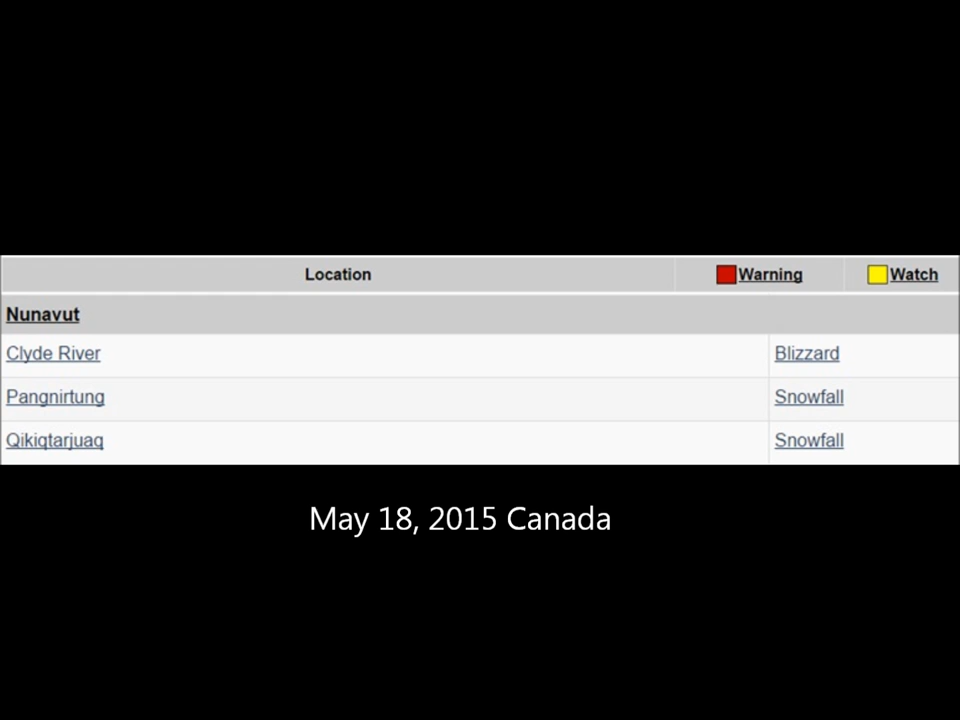 Location Warning Watch
Nunavut
Clyde River Blizzard
Pangnirtung Snowfall
Qikiqtarjuaq Snowfall
May 18, 2015 Canada